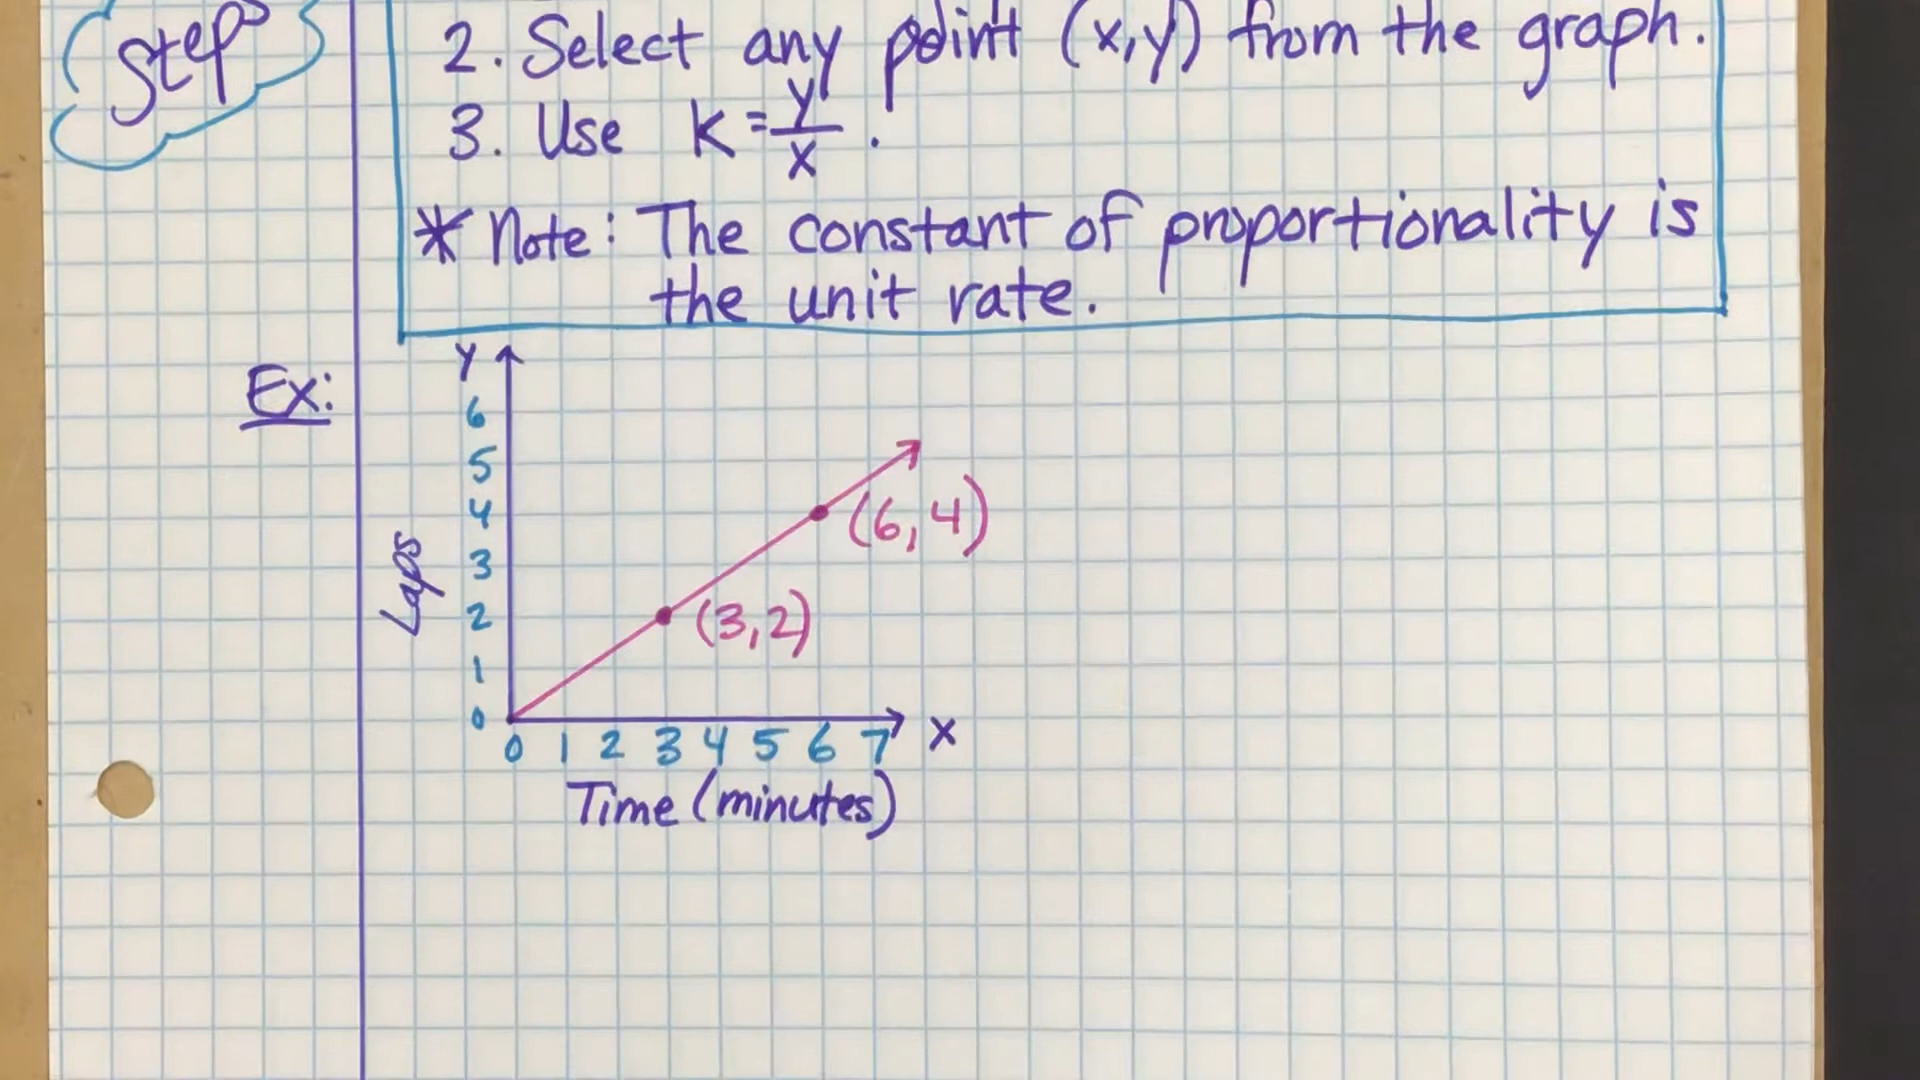 Steps
2. Select any point (x,y) from the graph.
3. Use K = y/x.
* Note: The constant of proportionality is
the unit rate.
Ex:
Y
6
5
4
3
2
1
0
Laps
(6,4)
(3,2)
0 1 2 3 4 5 6 7 X
Time (minutes)